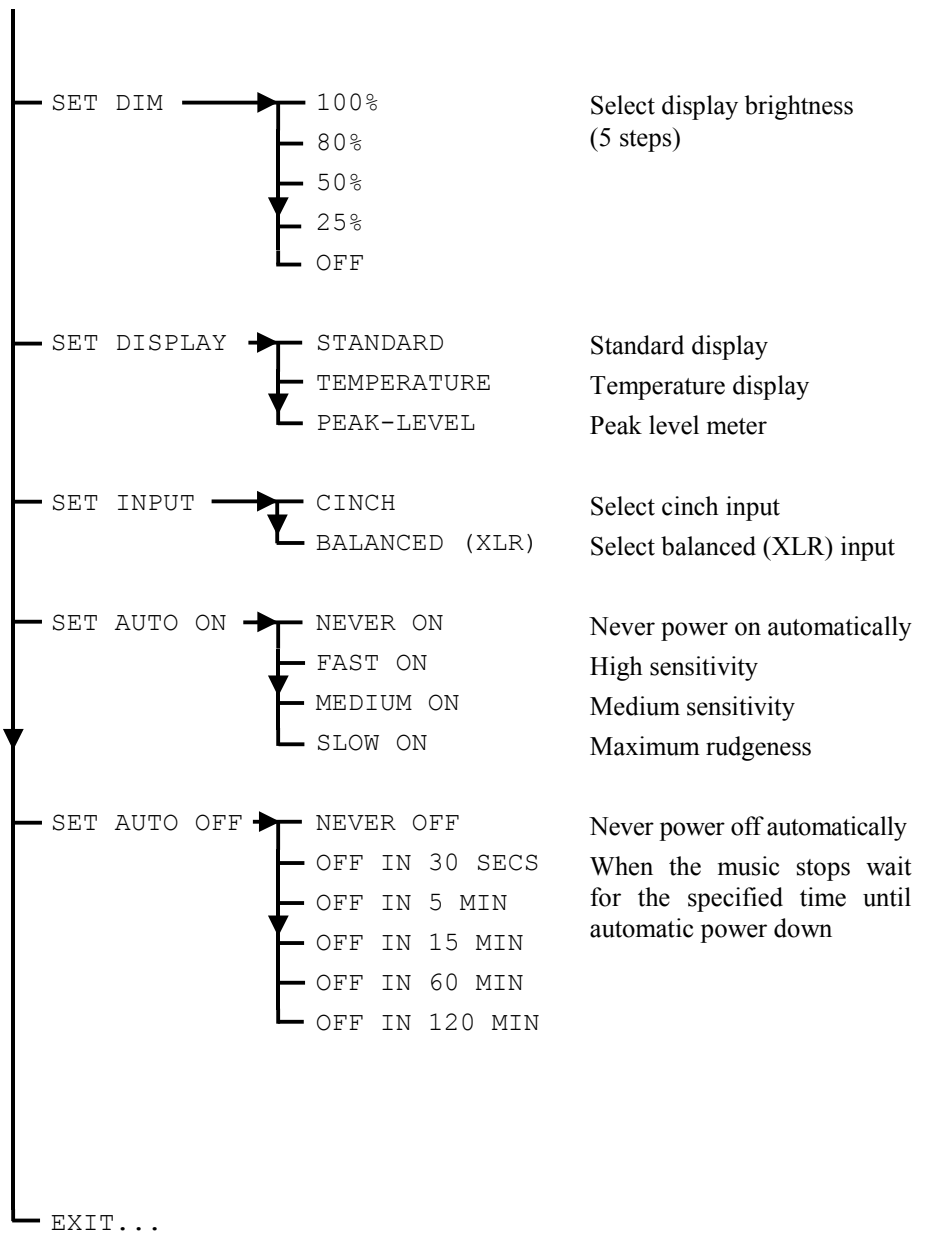 SET DIM 100% Select display brightness
80% (5 steps)
50%
25%
OFF
SET DISPLAY STANDARD Standard display
TEMPERATURE Temperature display
PEAK-LEVEL Peak level meter
SET INPUT CINCH Select cinch input
BALANCED (XLR) Select balanced (XLR) input
SET AUTO ON NEVER ON Never power on automatically
FAST ON High sensitivity
MEDIUM ON Medium sensitivity
SLOW ON Maximum rudgeness
SET AUTO OFF NEVER OFF Never power off automatically
OFF IN 30 SECS When the music stops wait
OFF IN 5 MIN for the specified time until
OFF IN 15 MIN automatic power down
OFF IN 60 MIN
OFF IN 120 MIN
EXIT...